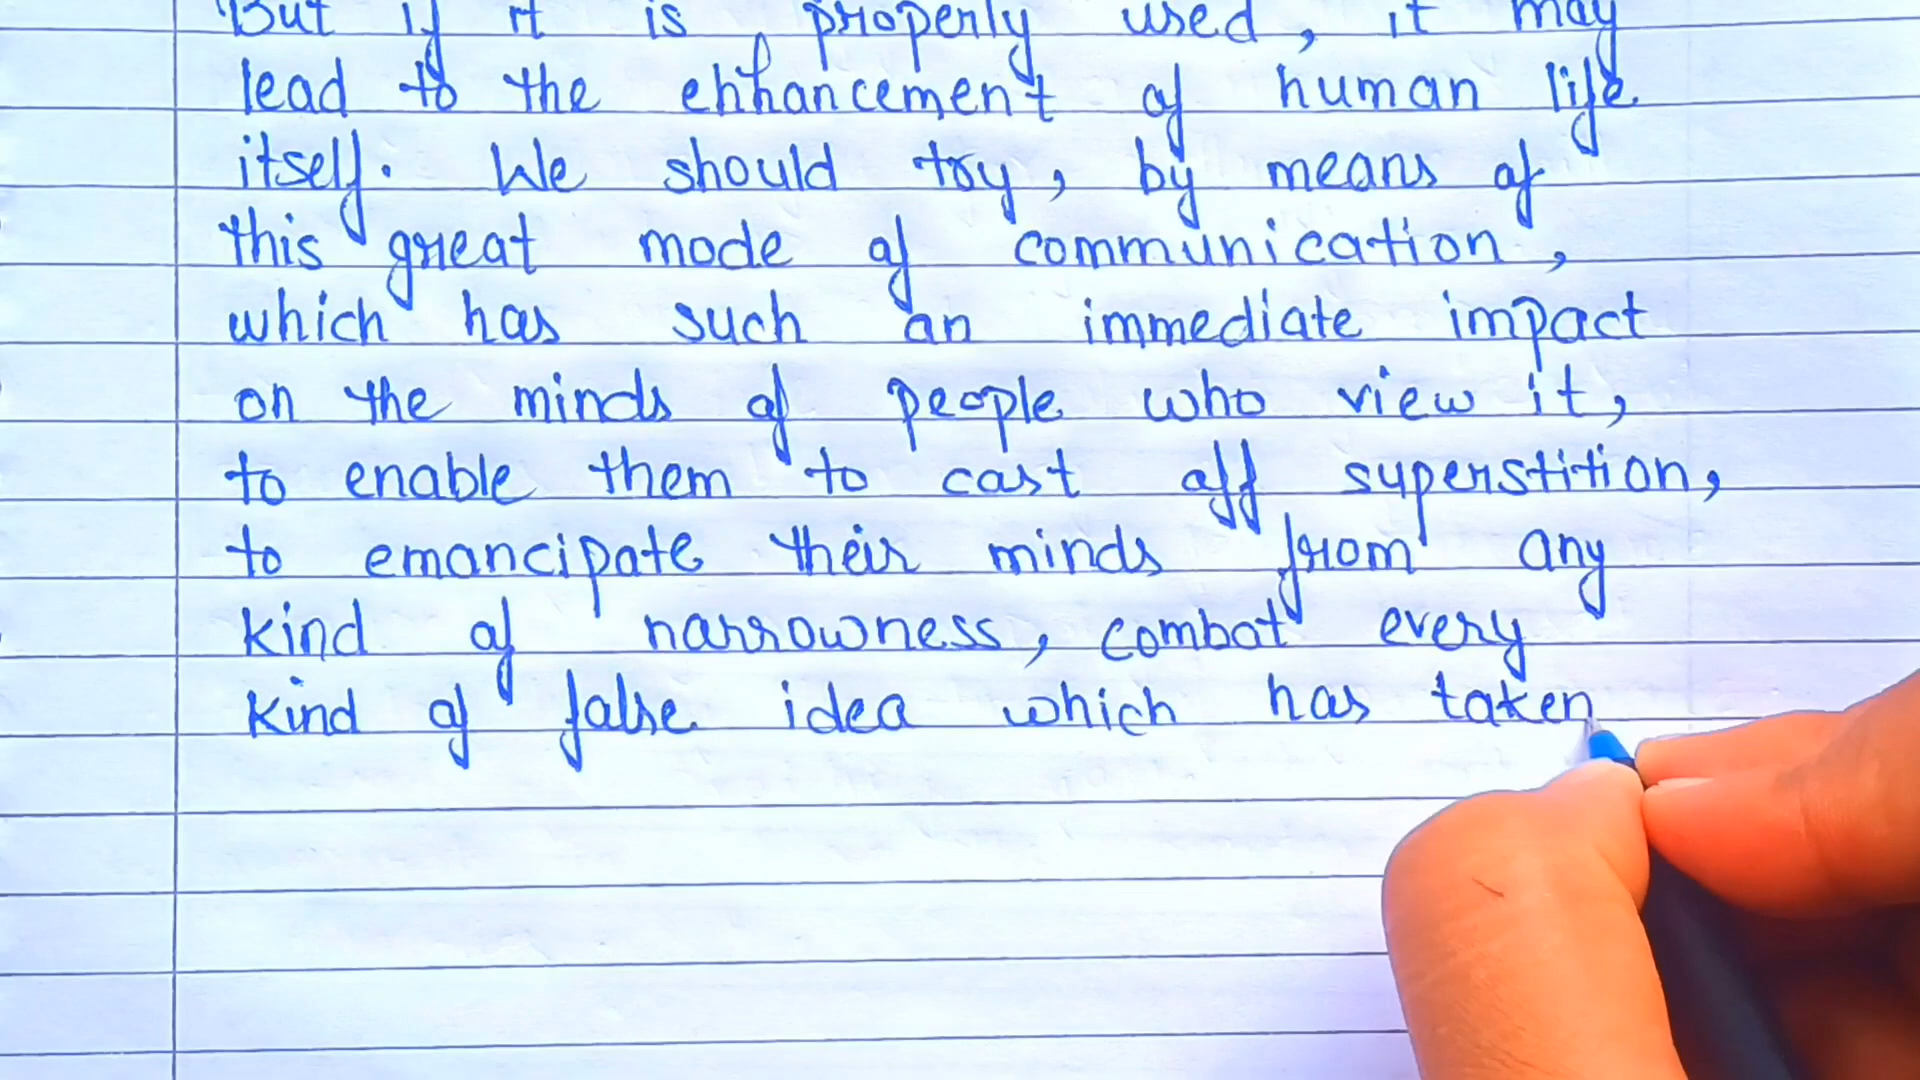 But if it is properly used, it may
lead to the enhancement of human life
itself. We should try, by means of
this great mode of communication,
which has such an immediate impact
on the minds of people who view it,
to enable them to cast off superstition,
to emancipate their minds from any
kind of narrowness, combat every
kind of false idea which has taken